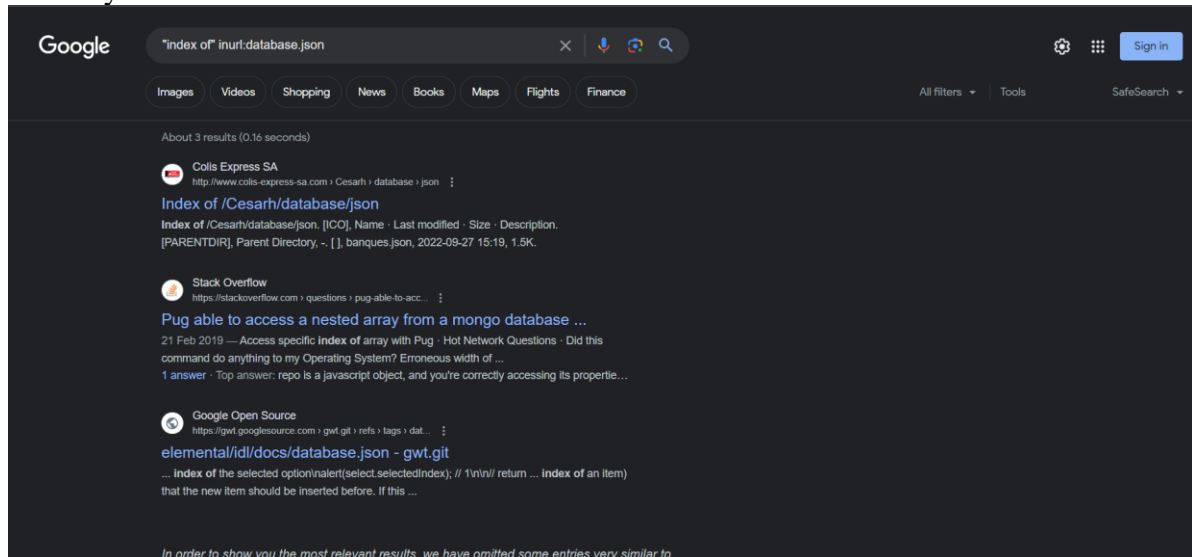 Google
"index of" inurl:database.json
Sign in
Images Videos Shopping News Books Maps Flights Finance
All filters Tools SafeSearch
About 3 results (0.16 seconds)
Colis Express SA
http://www.colis-express-sa.com › Cesarh › database › json
Index of /Cesarh/database/json
Index of /Cesarh/database/json. [ICO], Name · Last modified · Size · Description.
[PARENTDIR], Parent Directory, -. [ ], banques.json, 2022-09-27 15:19, 1.5K.
Stack Overflow
https://stackoverflow.com › questions › pug-able-to-acc...
Pug able to access a nested array from a mongo database ...
21 Feb 2019 — Access specific index of array with Pug · Hot Network Questions · Did this
command do anything to my Operating System? Erroneous width of ...
1 answer · Top answer: repo is a javascript object, and you're correctly accessing its propertie…
Google Open Source
https://gwt.googlesource.com › gwt.git › refs › tags › dat...
elemental/idl/docs/database.json - gwt.git
... index of the selected option\nalert(select.selectedIndex); // 1\n\n// return ... index of an item)
that the new item should be inserted before. If this ...
In order to show you the most relevant results, we have omitted some entries very similar to